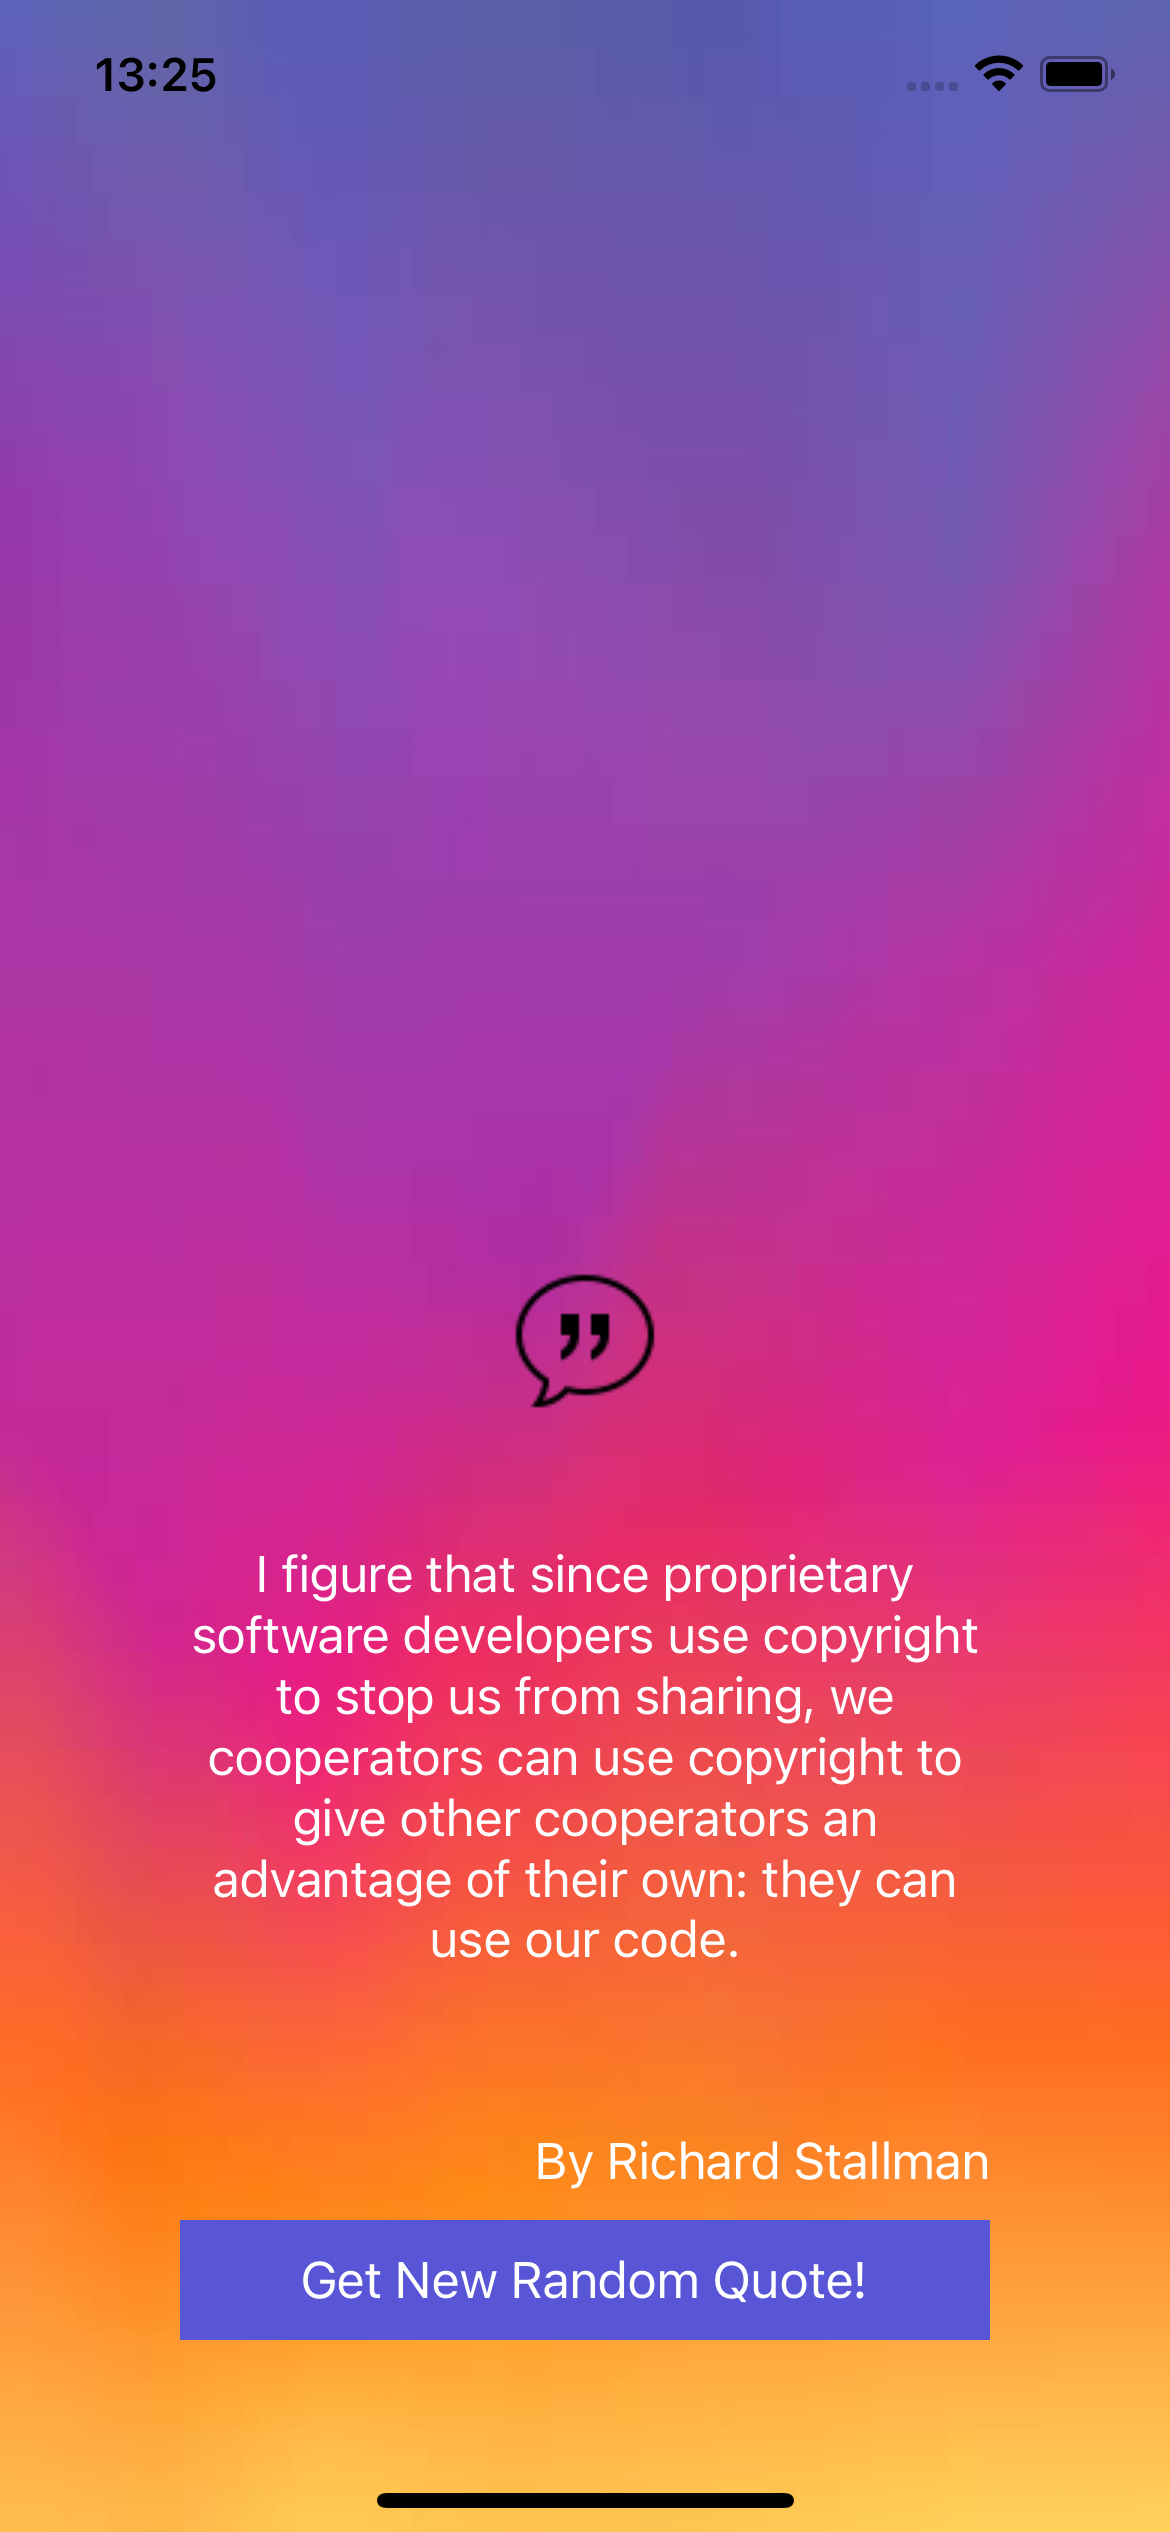 13:25
I figure that since proprietary
software developers use copyright
to stop us from sharing, we
cooperators can use copyright to
give other cooperators an
advantage of their own: they can
use our code.
By Richard Stallman
Get New Random Quote!